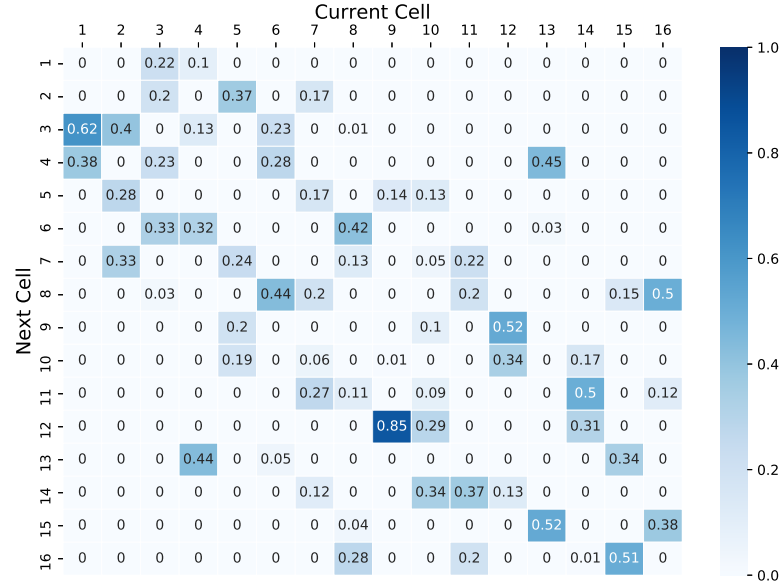 Current Cell
1 2 3 4 5 6 7 8 9 10 11 12 13 14 15 16
1 0 0 0.22 0.1 0 0 0 0 0 0 0 0 0 0 0 0
2 0 0 0.2 0 0.37 0 0.17 0 0 0 0 0 0 0 0 0
3 0.62 0.4 0 0.13 0 0.23 0 0.01 0 0 0 0 0 0 0 0
4 0.38 0 0.23 0 0 0.28 0 0 0 0 0 0 0.45 0 0 0
5 0 0.28 0 0 0 0 0.17 0 0.14 0.13 0 0 0 0 0 0
6 0 0 0.33 0.32 0 0 0 0.42 0 0 0 0 0.03 0 0 0
7 0 0.33 0 0 0.24 0 0 0.13 0 0.05 0.22 0 0 0 0 0
8 0 0 0.03 0 0 0.44 0.2 0 0 0 0.2 0 0 0 0.15 0.5
9 0 0 0 0 0.2 0 0 0 0 0.1 0 0.52 0 0 0 0
10 0 0 0 0 0.19 0 0.06 0 0.01 0 0 0.34 0 0.17 0 0
11 0 0 0 0 0 0 0.27 0.11 0 0.09 0 0 0 0.5 0 0.12
12 0 0 0 0 0 0 0 0 0.85 0.29 0 0 0 0.31 0 0
13 0 0 0 0.44 0 0.05 0 0 0 0 0 0 0 0 0.34 0
14 0 0 0 0 0 0 0.12 0 0 0.34 0.37 0.13 0 0 0 0
15 0 0 0 0 0 0 0 0.04 0 0 0 0 0.52 0 0 0.38
16 0 0 0 0 0 0 0 0.28 0 0 0.2 0 0 0.01 0.51 0
Next Cell
1.0
0.8
0.6
0.4
0.2
0.0